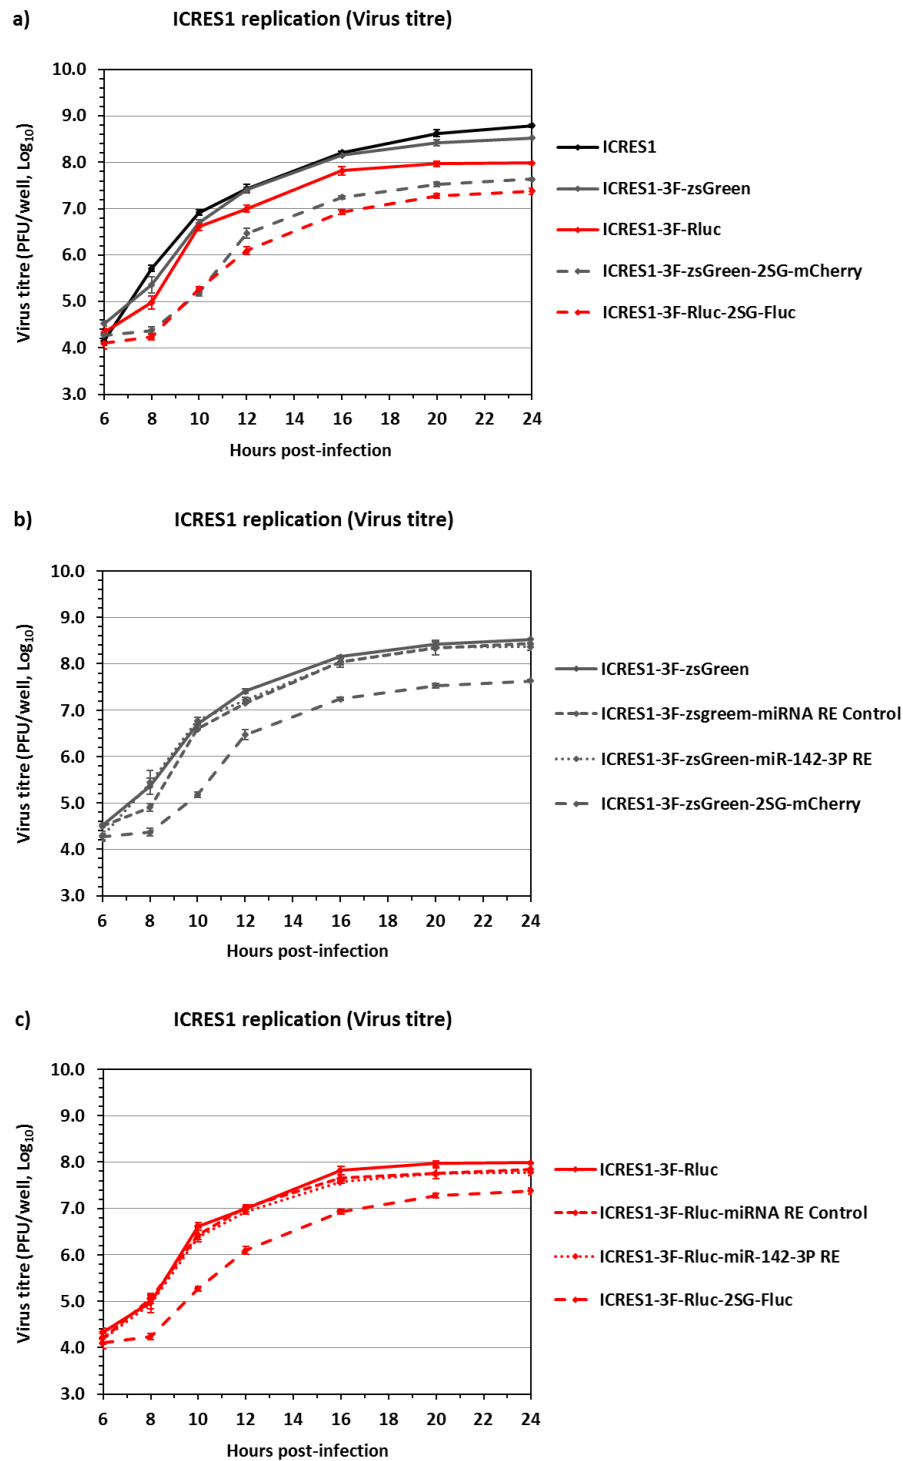 a)
ICRES1 replication (Virus titre)
Virus titre (PFU/well, Log10)
10.0
9.0
8.0
7.0
6.0
5.0
4.0
3.0
6 8 10 12 14 16 18 20 22 24
Hours post-infection
ICRES1
ICRES1-3F-zsGreen
ICRES1-3F-Rluc
ICRES1-3F-zsGreen-2SG-mCherry
ICRES1-3F-Rluc-2SG-Fluc
b)
ICRES1 replication (Virus titre)
Virus titre (PFU/well, Log10)
10.0
9.0
8.0
7.0
6.0
5.0
4.0
3.0
6 8 10 12 14 16 18 20 22 24
Hours post-infection
ICRES1-3F-zsGreen
ICRES1-3F-zsgreem-miRNA RE Control
ICRES1-3F-zsGreen-miR-142-3P RE
ICRES1-3F-zsGreen-2SG-mCherry
c)
ICRES1 replication (Virus titre)
Virus titre (PFU/well, Log10)
10.0
9.0
8.0
7.0
6.0
5.0
4.0
3.0
6 8 10 12 14 16 18 20 22 24
Hours post-infection
ICRES1-3F-Rluc
ICRES1-3F-Rluc-miRNA RE Control
ICRES1-3F-Rluc-miR-142-3P RE
ICRES1-3F-Rluc-2SG-Fluc